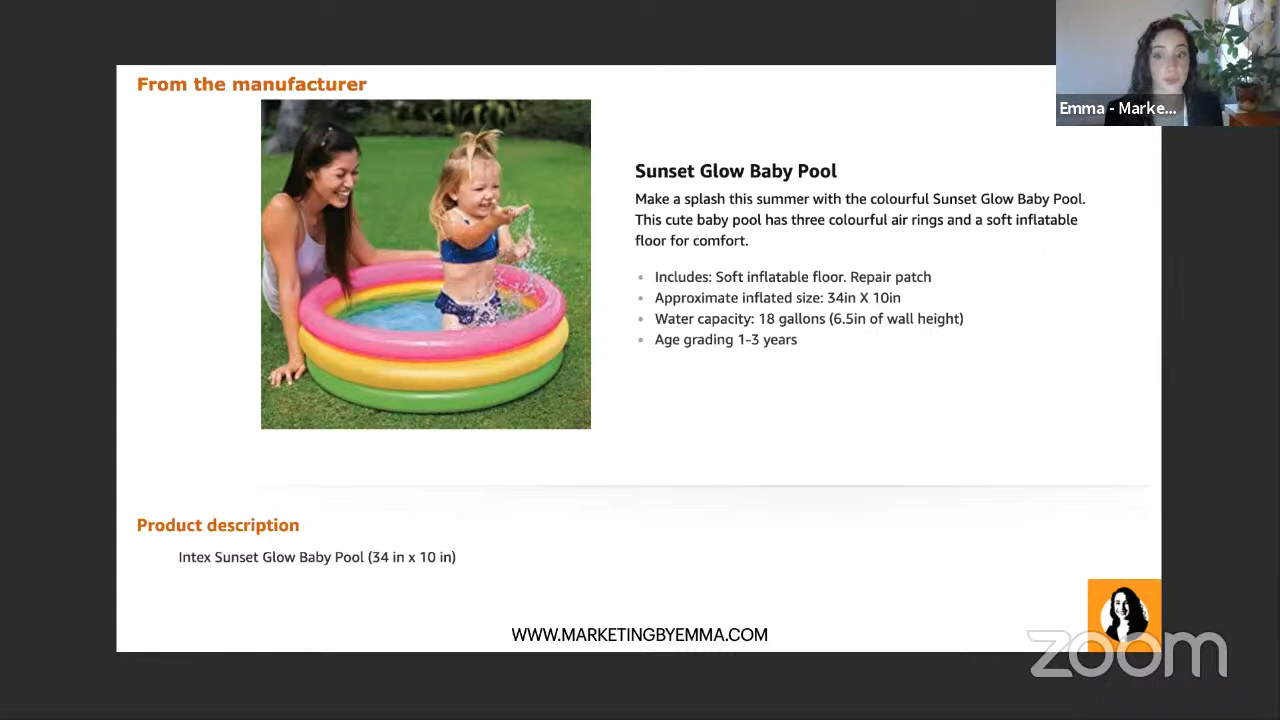 From the manufacturer
Emma - Marke...
Sunset Glow Baby Pool
Make a splash this summer with the colourful Sunset Glow Baby Pool.
This cute baby pool has three colourful air rings and a soft inflatable
floor for comfort.
• Includes: Soft inflatable floor. Repair patch
• Approximate inflated size: 34in X 10in
• Water capacity: 18 gallons (6.5in of wall height)
• Age grading 1-3 years
Product description
Intex Sunset Glow Baby Pool (34 in x 10 in)
WWW.MARKETINGBYEMMA.COM
zoom